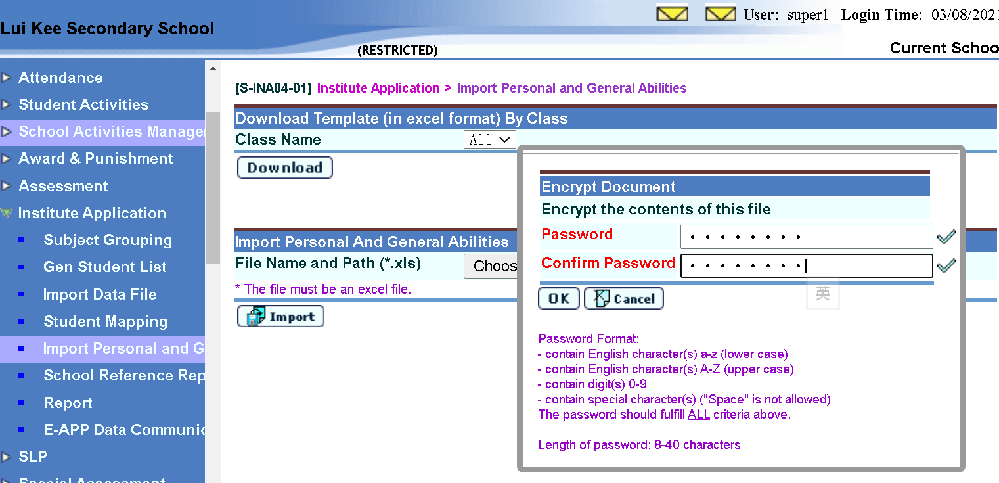 User: super1 Login Time: 03/08/2021
Lui Kee Secondary School
(RESTRICTED)
Current Schoo
Attendance
Student Activities
School Activities Manage
Award & Punishment
Assessment
Institute Application
Subject Grouping
Gen Student List
Import Data File
Student Mapping
Import Personal and G
School Reference Rep
Report
E-APP Data Communic
SLP
Special Assessment
[S-INA04-01] Institute Application > Import Personal and General Abilities
Download Template (in excel format) By Class
Class Name All
Download
Import Personal And General Abilities
File Name and Path (*.xls) Choos
* The file must be an excel file.
Import
Encrypt Document
Encrypt the contents of this file
Password ••••••••
Confirm Password ••••••••
OK Cancel
英
Password Format:
- contain English character(s) a-z (lower case)
- contain English character(s) A-Z (upper case)
- contain digit(s) 0-9
- contain special character(s) ("Space" is not allowed)
The password should fulfill ALL criteria above.
Length of password: 8-40 characters